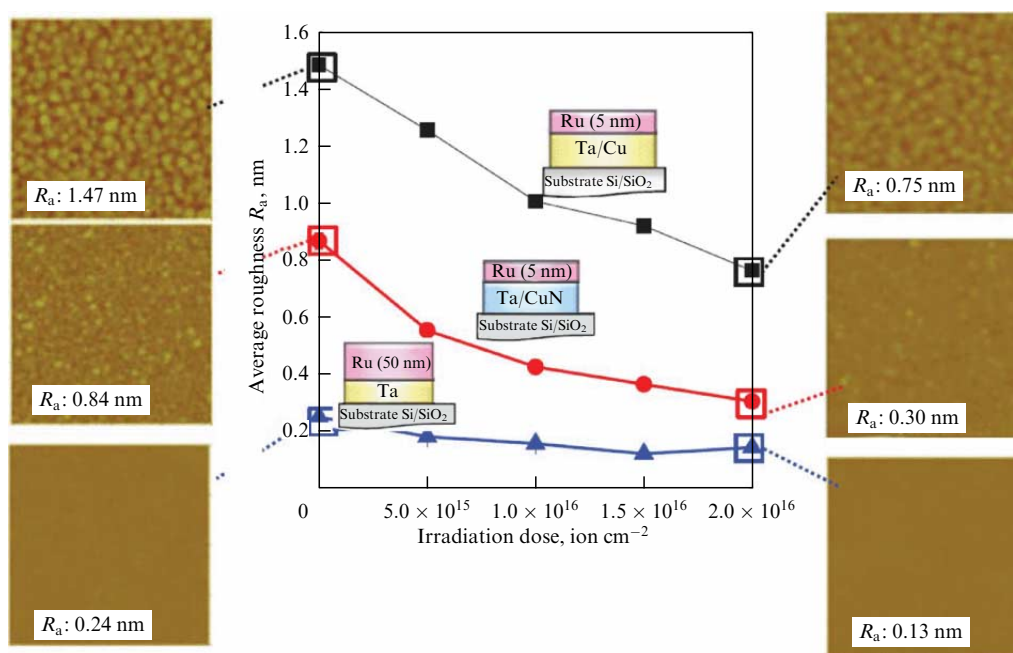 Average roughness Rₐ, nm
1.6
1.4
1.2
1.0
0.8
0.6
0.4
0.2
0
5.0 × 10¹⁵
1.0 × 10¹⁶
1.5 × 10¹⁶
2.0 × 10¹⁶
Irradiation dose, ion cm⁻²
Ru (5 nm)
Ta/Cu
Substrate Si/SiO₂
Ru (5 nm)
Ta/CuN
Substrate Si/SiO₂
Ru (50 nm)
Ta
Substrate Si/SiO₂
Rₐ: 1.47 nm
Rₐ: 0.84 nm
Rₐ: 0.24 nm
Rₐ: 0.75 nm
Rₐ: 0.30 nm
Rₐ: 0.13 nm